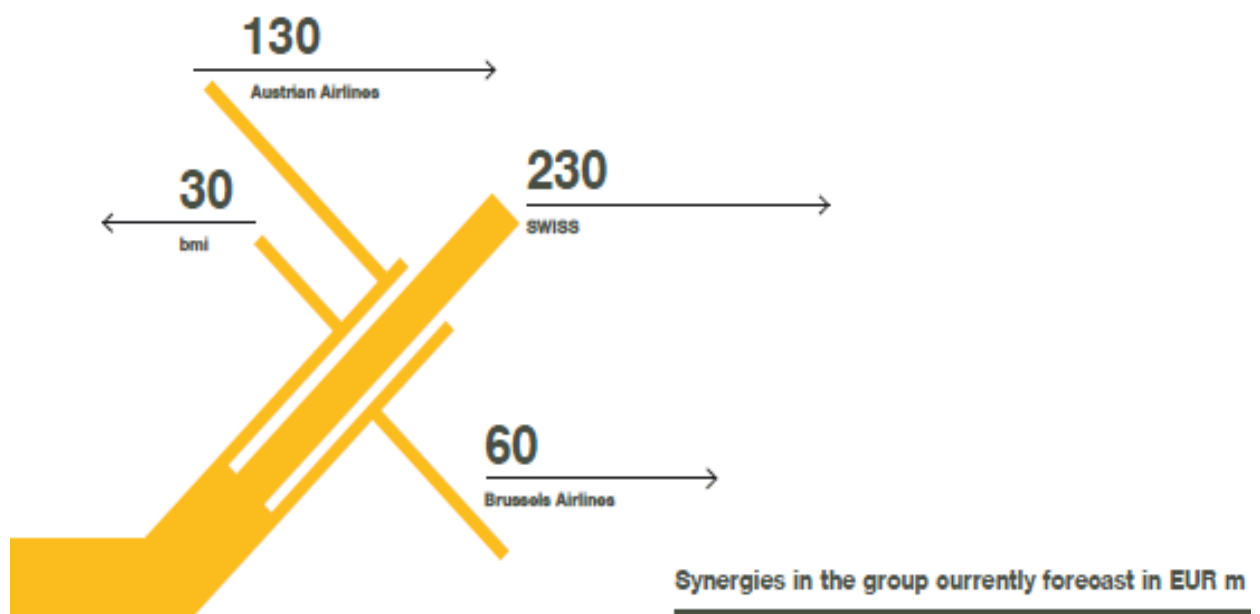 130
Austrian Airlines
230
SWISS
30
bmi
60
Brussels Airlines
Synergies in the group currently forecast in EUR m